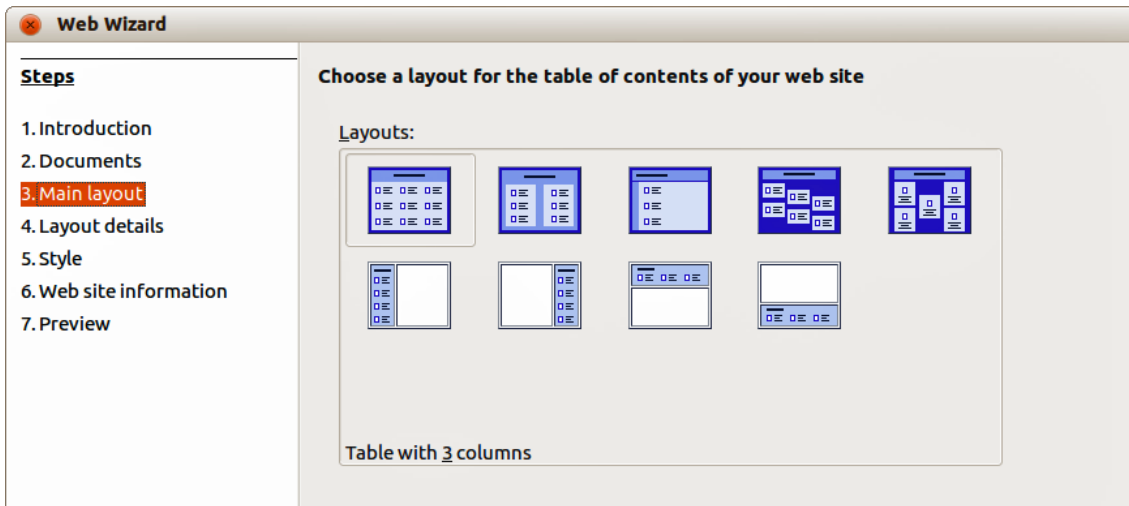 Web Wizard
Steps
1. Introduction
2. Documents
3. Main layout
4. Layout details
5. Style
6. Web site information
7. Preview
Choose a layout for the table of contents of your web site
Layouts:
Table with 3 columns